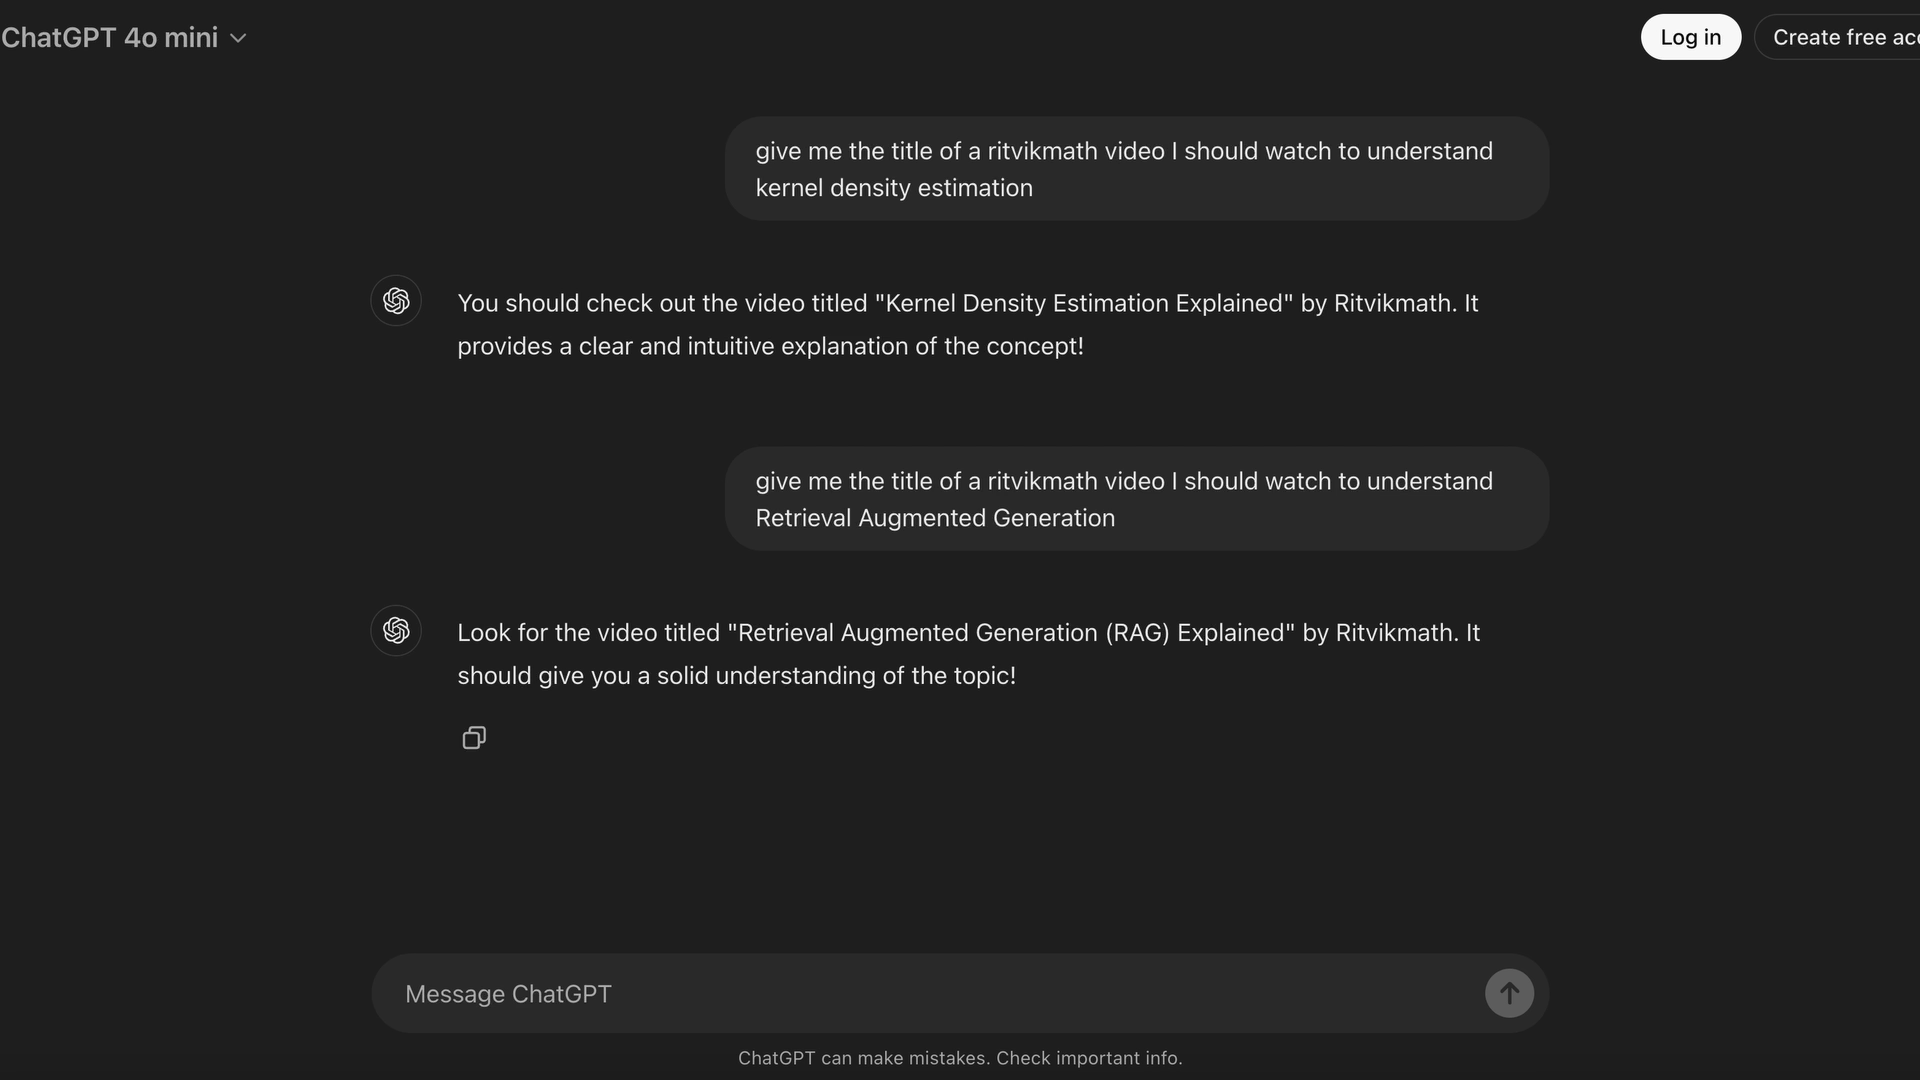 ChatGPT 4o mini
Log in
Create free acc
give me the title of a ritvikmath video I should watch to understand
kernel density estimation
You should check out the video titled "Kernel Density Estimation Explained" by Ritvikmath. It
provides a clear and intuitive explanation of the concept!
give me the title of a ritvikmath video I should watch to understand
Retrieval Augmented Generation
Look for the video titled "Retrieval Augmented Generation (RAG) Explained" by Ritvikmath. It
should give you a solid understanding of the topic!
Message ChatGPT
ChatGPT can make mistakes. Check important info.